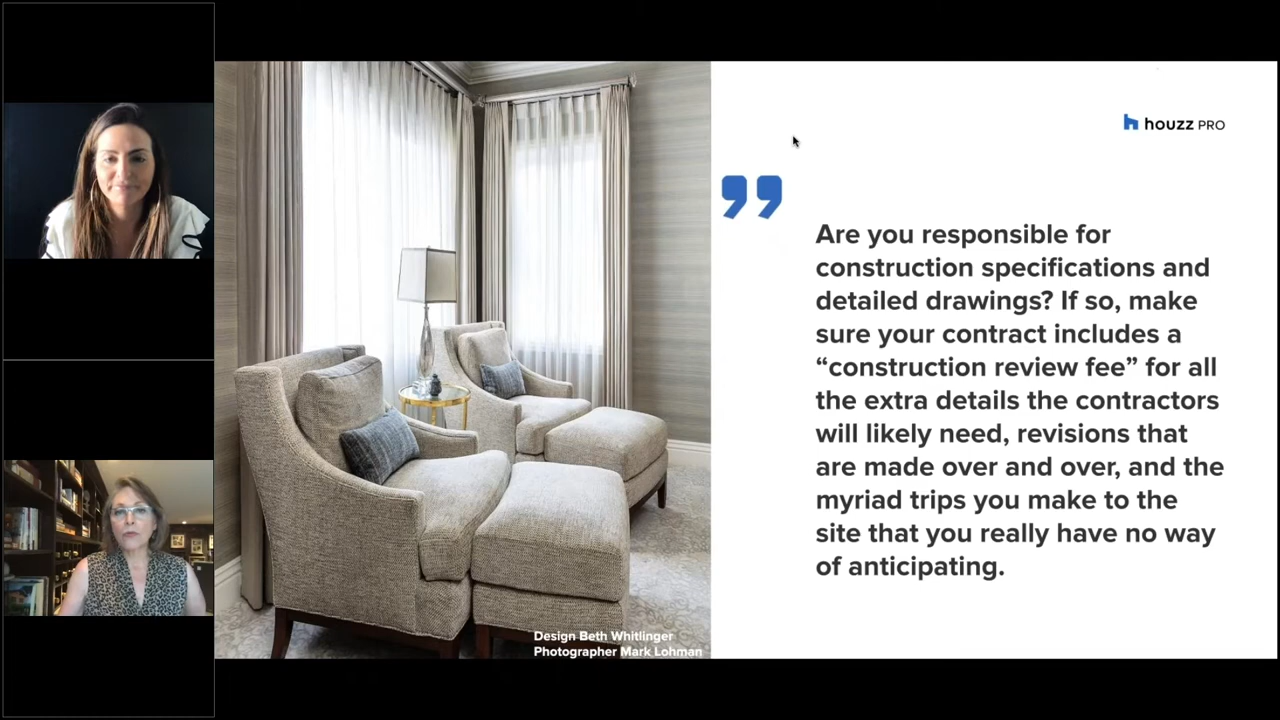 houzz PRO
”
Are you responsible for
construction specifications and
detailed drawings? If so, make
sure your contract includes a
“construction review fee” for all
the extra details the contractors
will likely need, revisions that
are made over and over, and the
myriad trips you make to the
site that you really have no way
of anticipating.
Design Beth Whitlinger
Photographer Mark Lohman